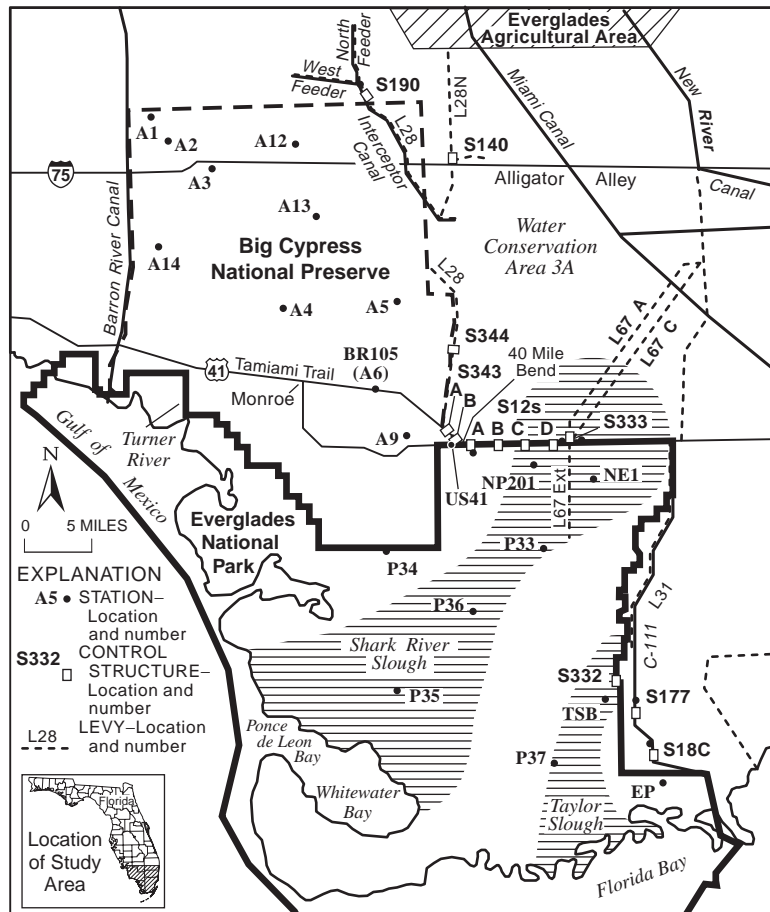 Everglades
Agricultural Area
North
Feeder
West
Feeder
S190
L28N
Miami Canal
New
River
Canal
A1
A2
A12
L28
Interceptor
Canal
S140
75
A3
Alligator
Alley
A13
Water
Conservation
Area 3A
Barron River Canal
Big Cypress
National Preserve
A14
L28
A4
A5
L67 A
L67 C
S344
BR105
(A6)
S343
40 Mile
Bend
41
Tamiami Trail
A
B
Monroe
S12s
S333
A
B
C
D
Gulf of
Mexico
Turner
River
A9
US41
NP201
NE1
N
0
5 MILES
Everglades
National
Park
L67 Ext
P33
P34
EXPLANATION
A5
STATION–
Location
and number
S332
CONTROL
STRUCTURE–
Location and
number
L28
LEVY–Location
and number
P36
L31
C-111
Shark River
Slough
S332
P35
S177
TSB
Ponce
de Leon
Bay
S18C
P37
Whitewater
Bay
EP
Taylor
Slough
Florida Bay
Florida
Location
of Study
Area